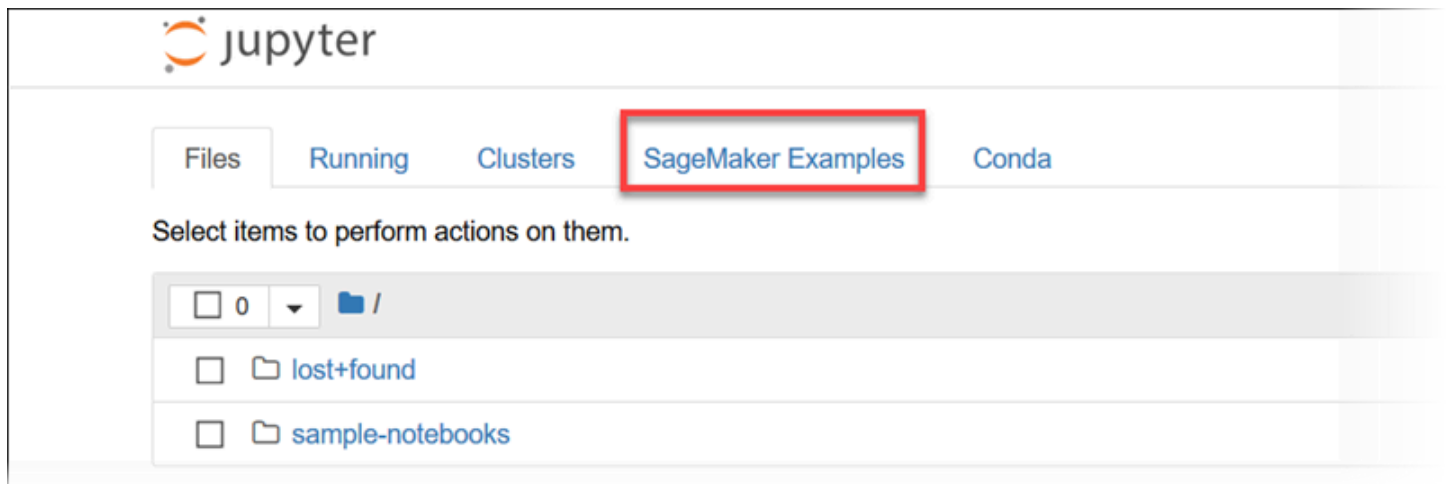 jupyter
Files Running Clusters SageMaker Examples Conda
Select items to perform actions on them.
0 /
lost+found
sample-notebooks